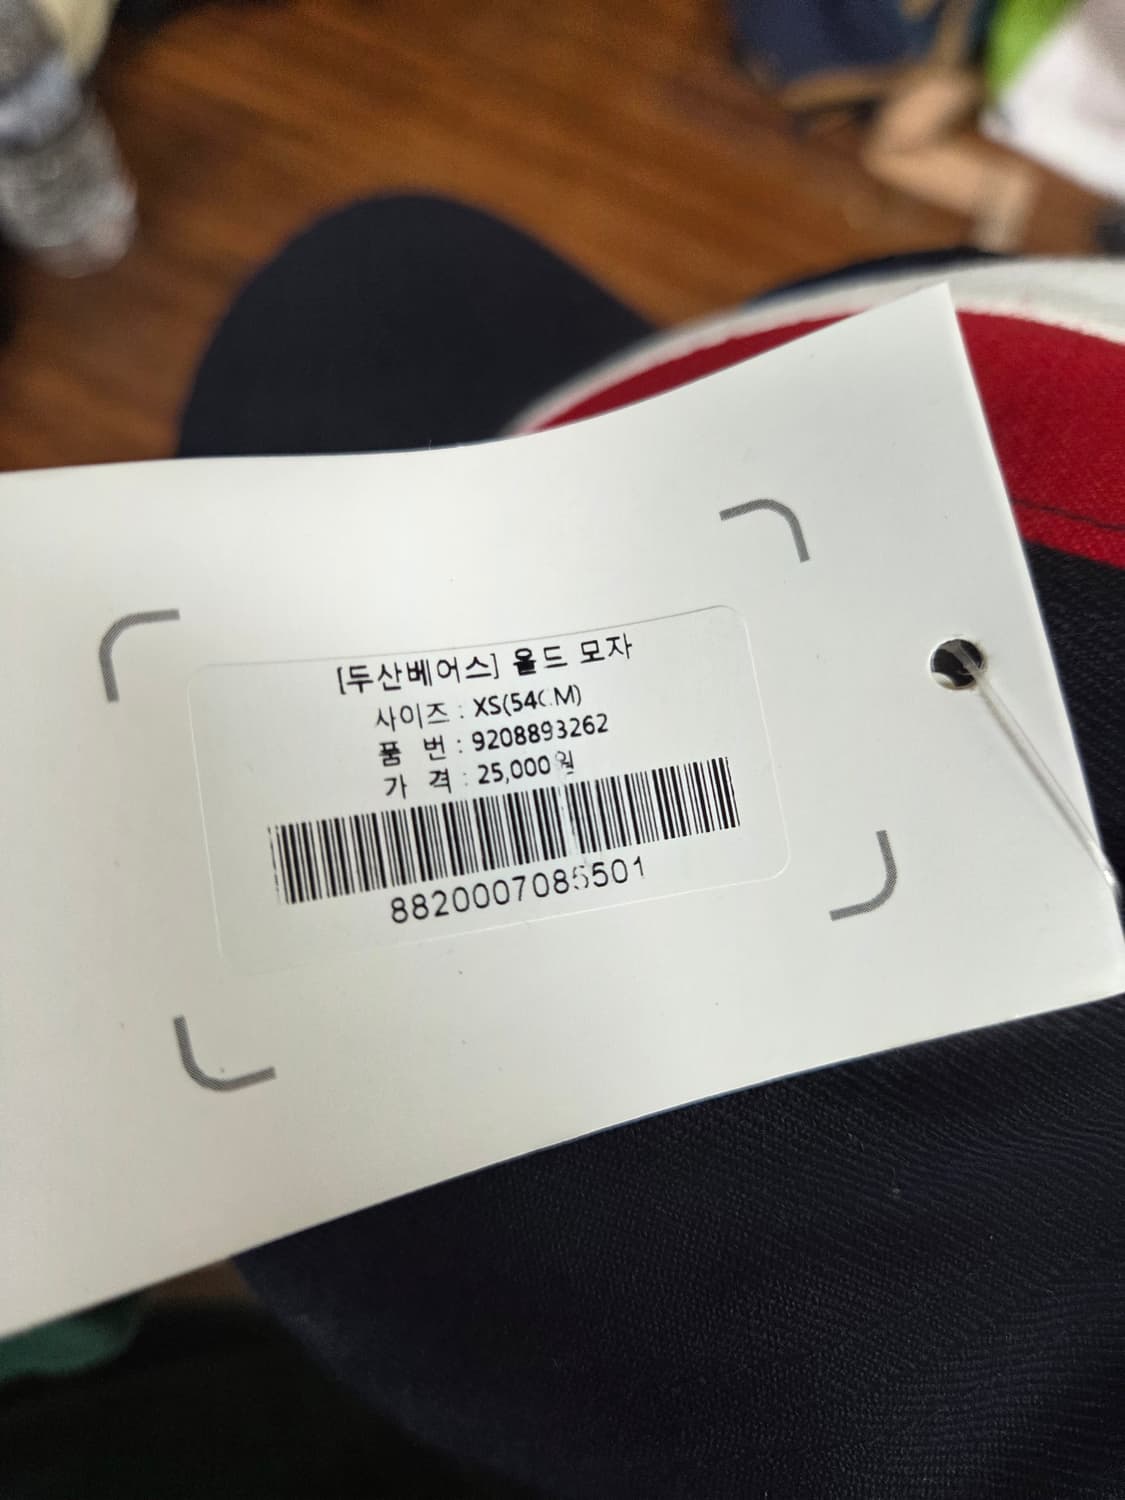 [두산베어스] 올드 모자
사이즈 : XS(54CM)
품 번 : 9208893262
가 격 : 25,000원
8820007085501